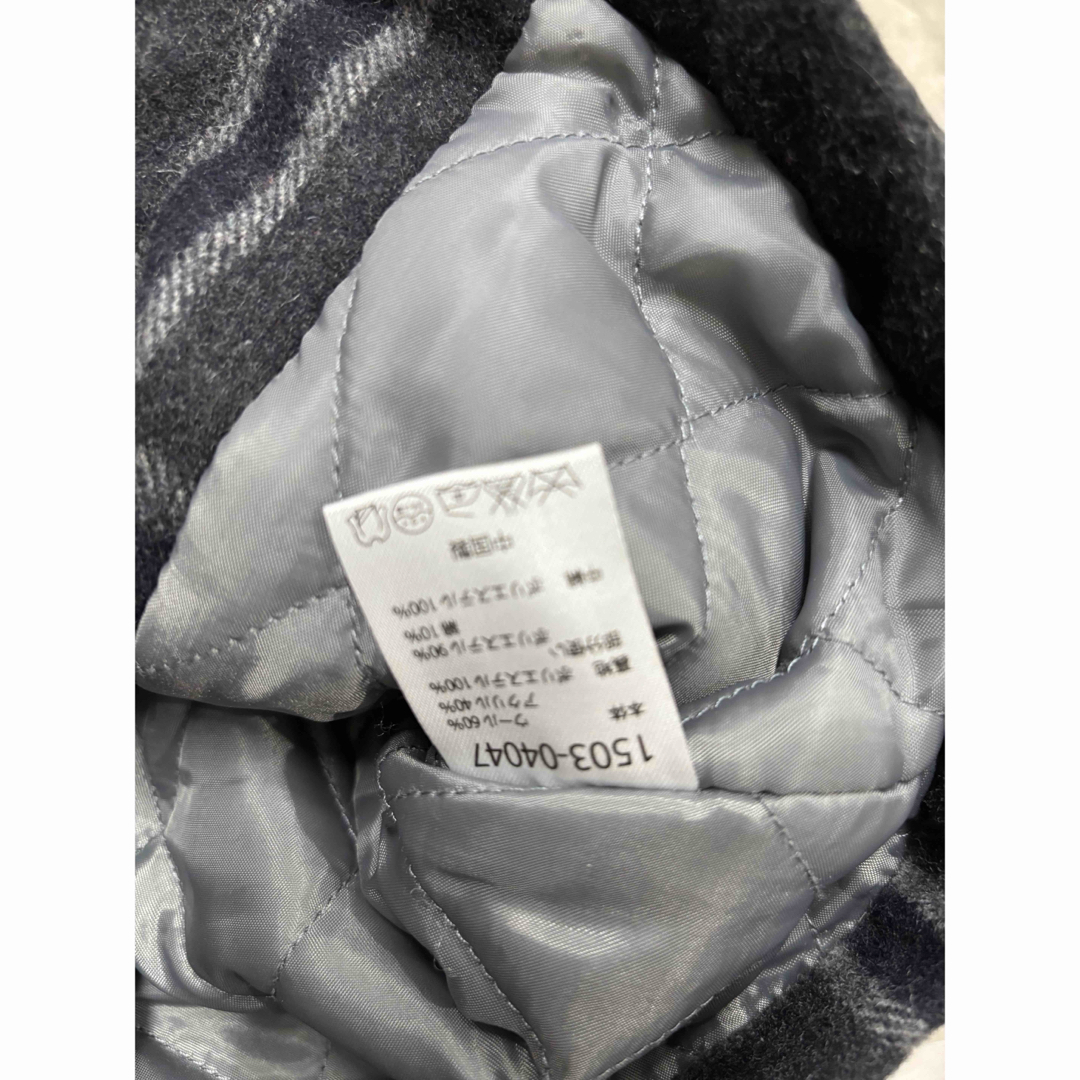 1503-04047
本体 ウール60%
アクリル40%
裏地 ポリエステル100%
部分使い ポリエステル90%
綿10%
中綿 ポリエステル100%
中国製